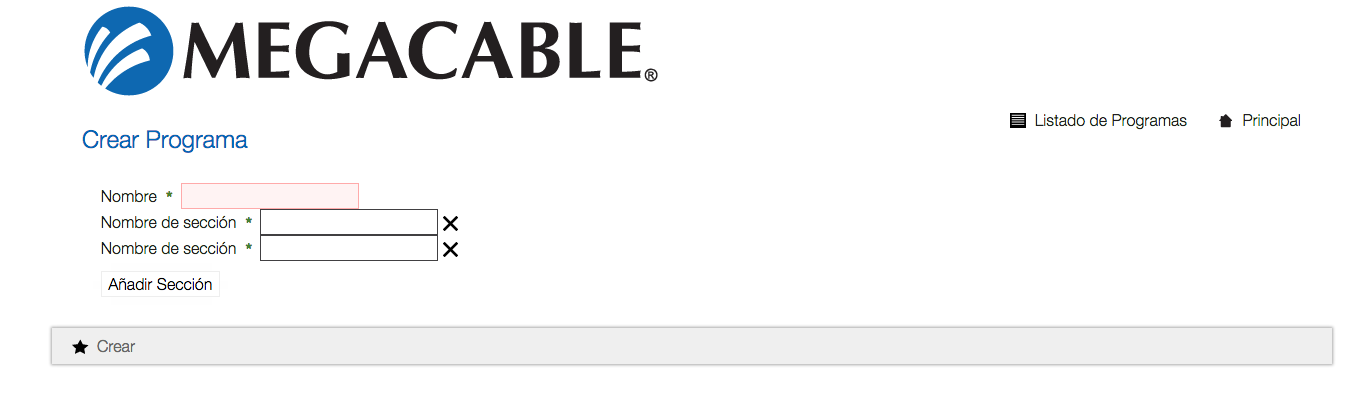 MEGACABLE®
Listado de Programas Principal
Crear Programa
Nombre *
Nombre de sección *
Nombre de sección *
Añadir Sección
Crear